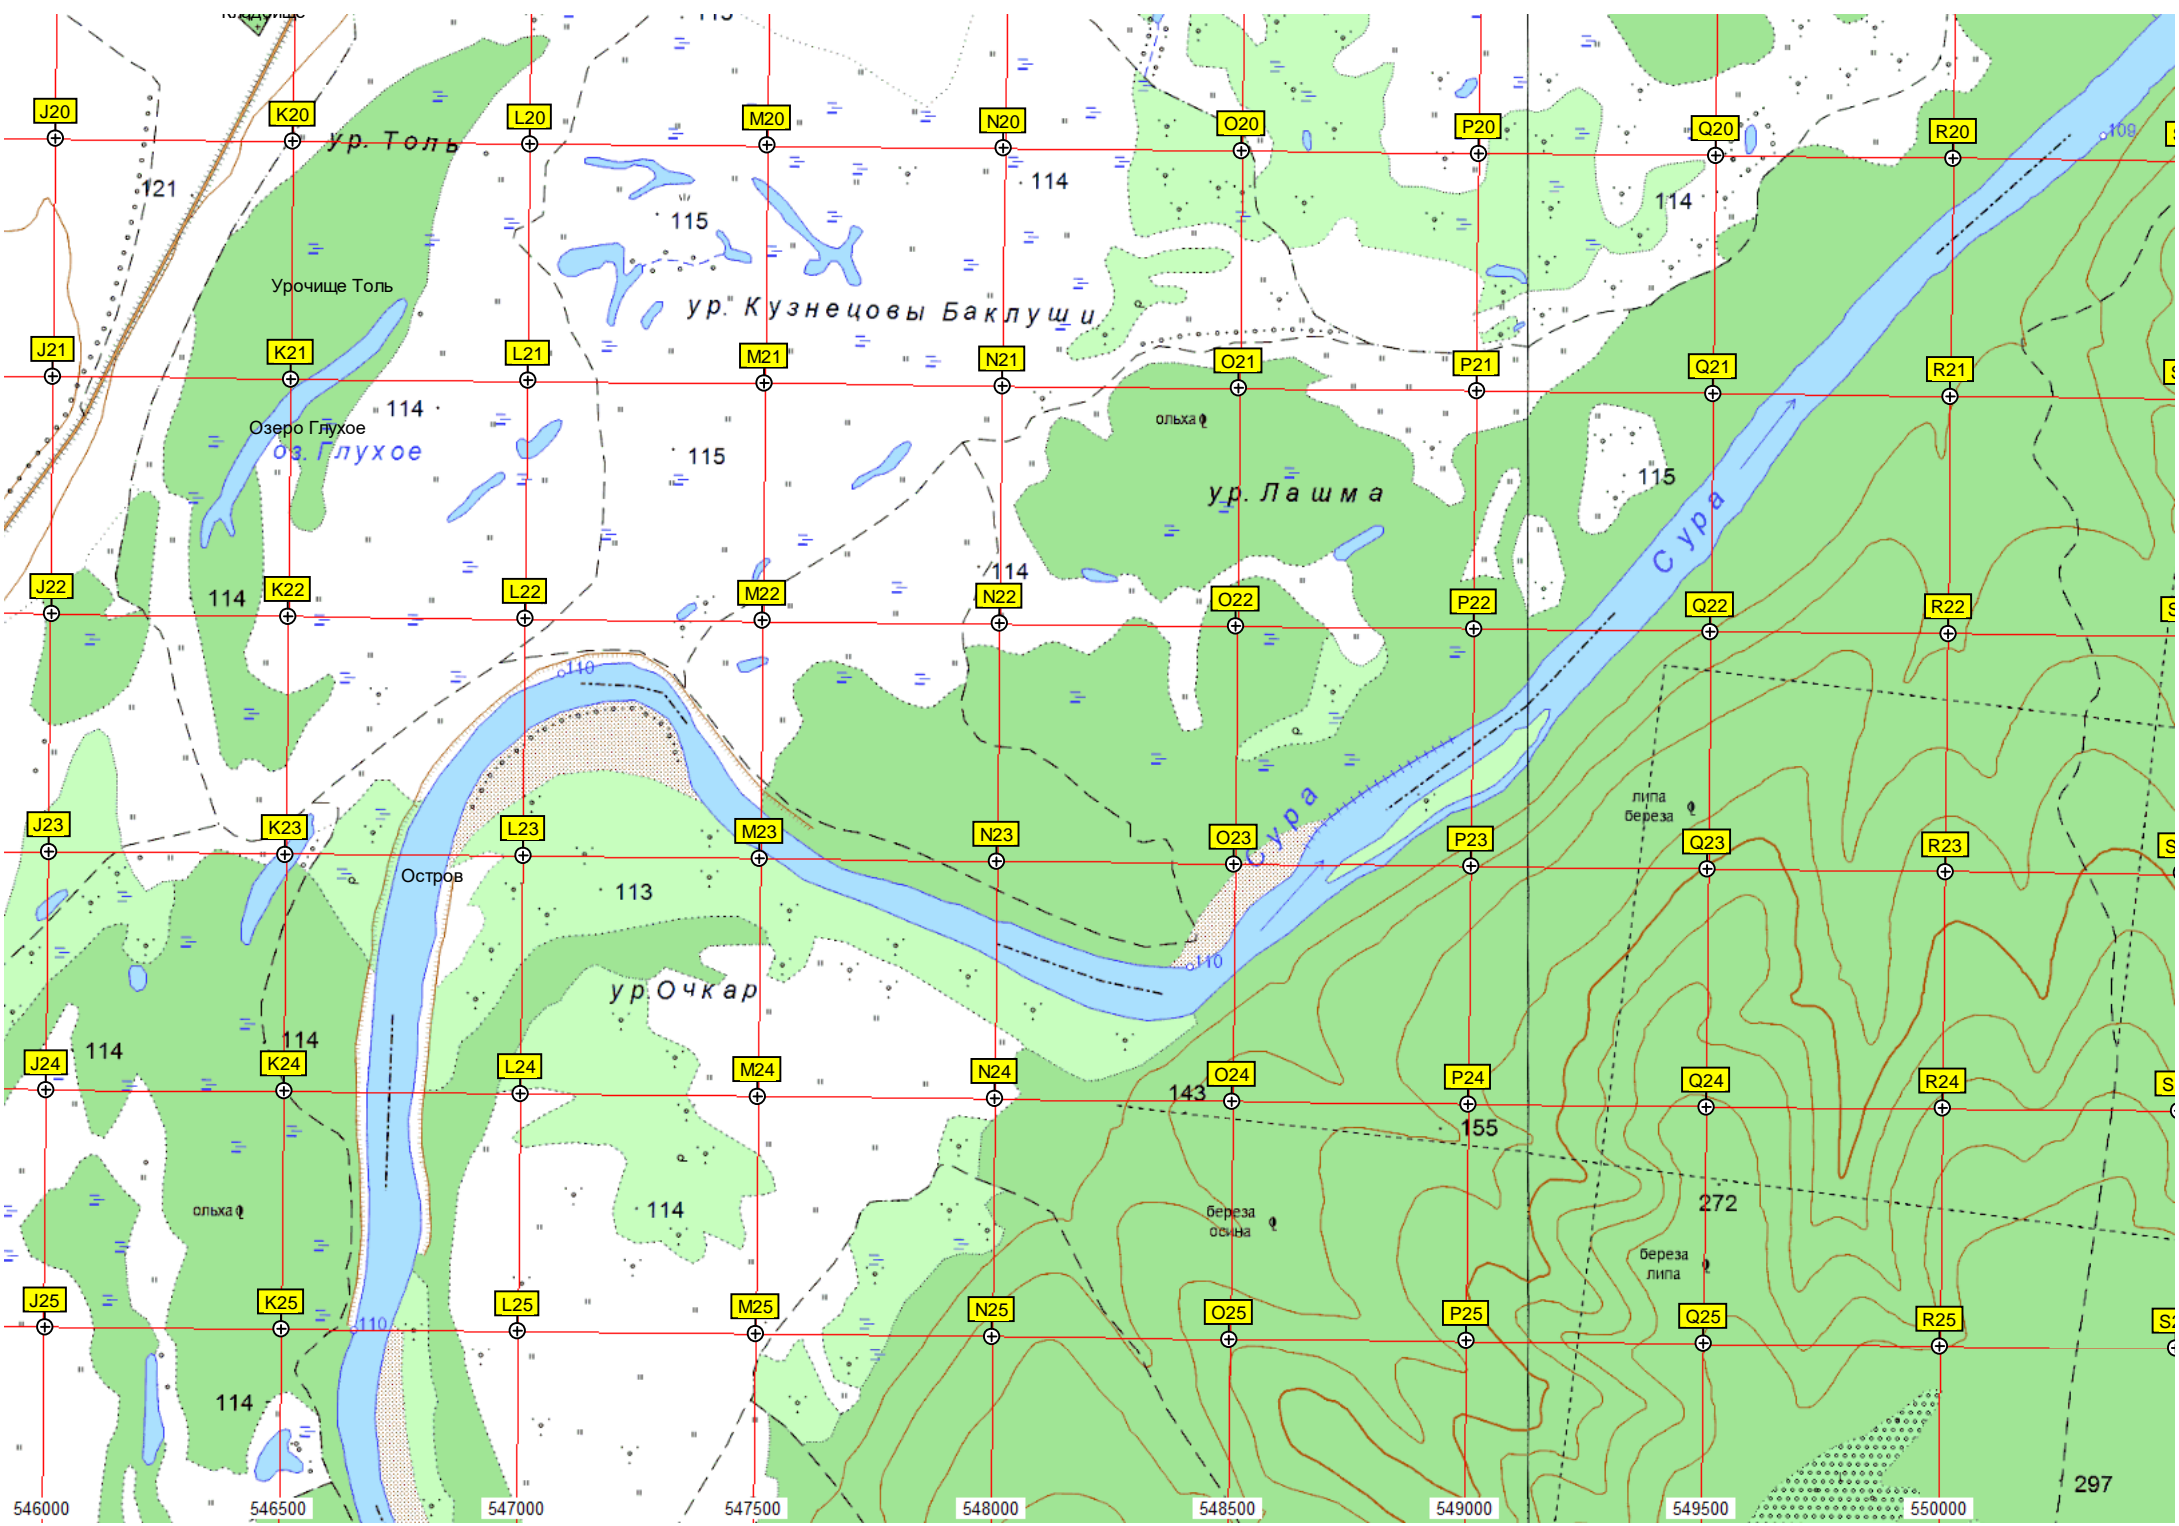 J20 K20 L20 M20 N20 O20 P20 Q20 R20
ур. Толь
109
121
114
114
115
Урочище Толь
ур. Кузнецовы Баклуши
J21 K21 L21 M21 N21 O21 P21 Q21 R21
114
ольха
Озеро Глухое
оз. Глухое
115
115
ур. Лашма
Сура
114
114
J22 K22 L22 M22 N22 O22 P22 Q22 R22
110
липа
береза
Сура
J23 K23 L23 M23 N23 O23 P23 Q23 R23
Остров
113
110
ур. Очкар
114
114
J24 K24 L24 M24 N24 O24 P24 Q24 R24
143
155
272
ольха
114
береза
осина
береза
липа
J25 K25 L25 M25 N25 O25 P25 Q25 R25
110
114
297
546000 546500 547000 547500 548000 548500 549000 549500 550000